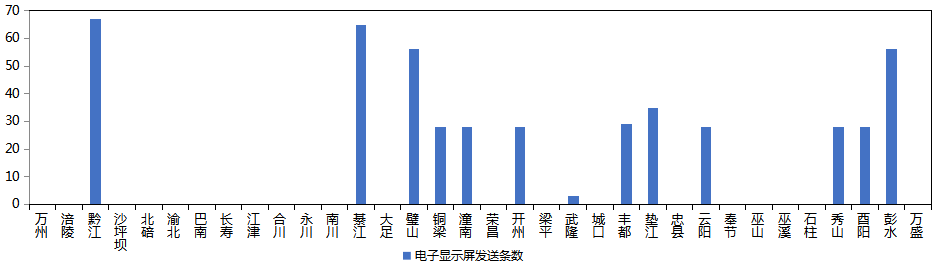 70
60
50
40
30
20
10
0
万州
涪陵
黔江
沙坪坝
北碚
渝北
巴南
长寿
江津
合川
永川
南川
綦江
大足
璧山
铜梁
潼南
荣昌
开州
梁平
武隆
城口
丰都
垫江
忠县
云阳
奉节
巫山
巫溪
石柱
秀山
酉阳
彭水
万盛
电子显示屏发送条数